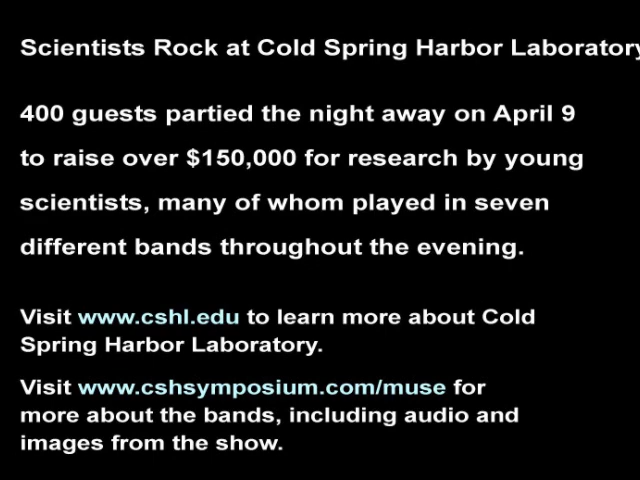 Scientists Rock at Cold Spring Harbor Laboratory
400 guests partied the night away on April 9
to raise over $150,000 for research by young
scientists, many of whom played in seven
different bands throughout the evening.
Visit www.cshl.edu to learn more about Cold
Spring Harbor Laboratory.
Visit www.cshsymposium.com/muse for
more about the bands, including audio and
images from the show.